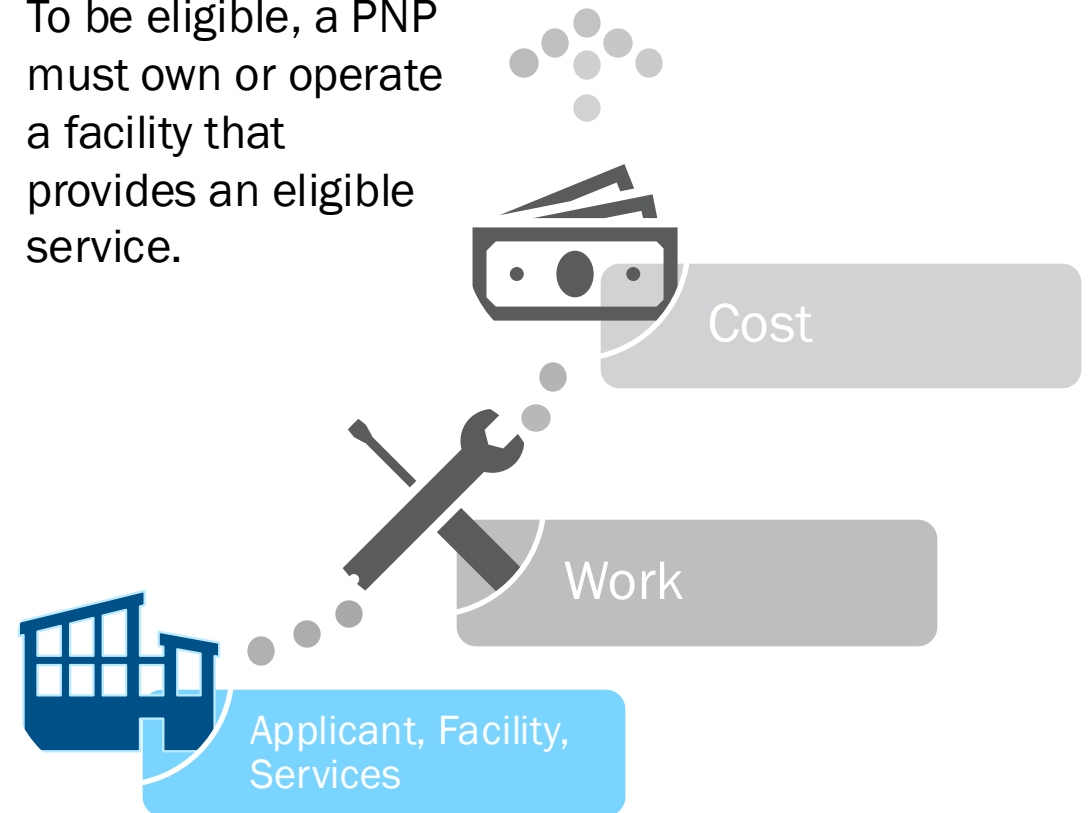 To be eligible, a PNP
must own or operate
a facility that
provides an eligible
service.
Cost
Work
Applicant, Facility,
Services